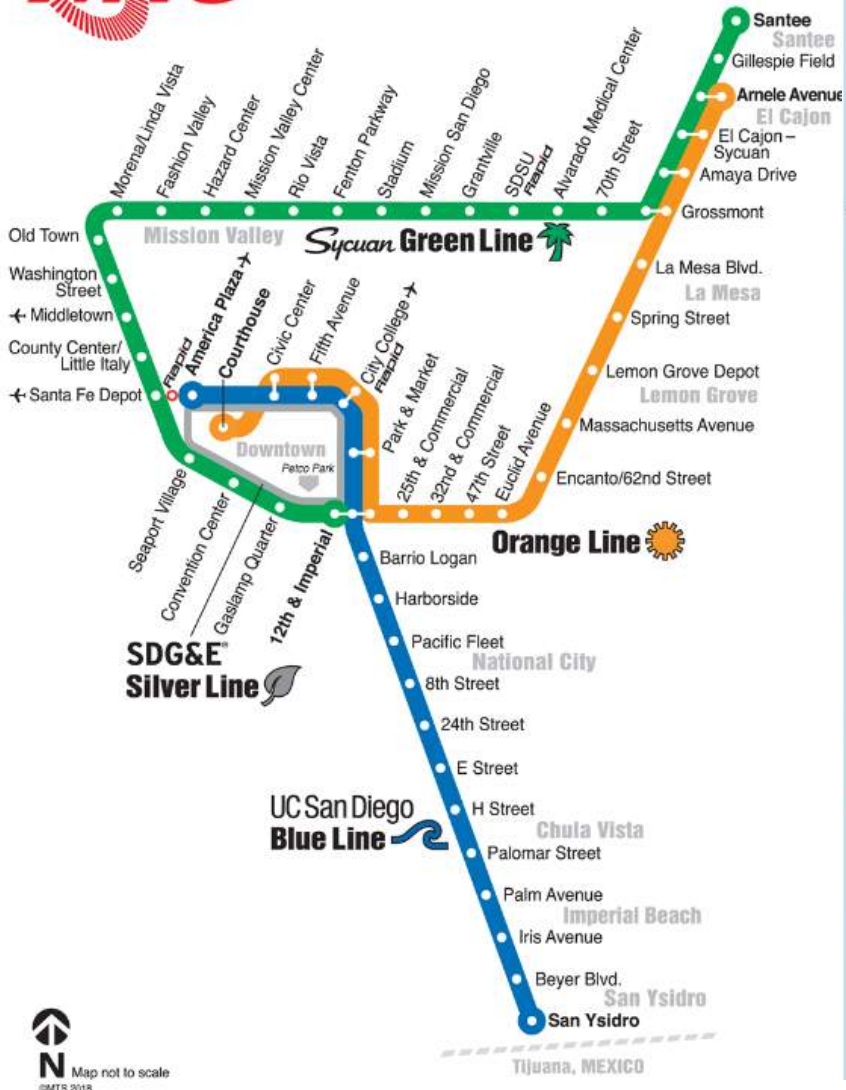 Santee
Santee
Gillespie Field
Arnele Avenue
El Cajon
El Cajon –
Sycuan
Amaya Drive
Grossmont
Morena/Linda Vista
Fashion Valley
Hazard Center
Mission Valley Center
Rio Vista
Fenton Parkway
Stadium
Mission San Diego
Grantville
SDSU
Rapid
Alvarado Medical Center
70th Street
Mission Valley
Sycuan Green Line
Old Town
Washington
Street
Middletown
County Center/
Little Italy
Santa Fe Depot
Rapid
America Plaza
Courthouse
Civic Center
Fifth Avenue
City College
Rapid
Park & Market
25th & Commercial
32nd & Commercial
47th Street
Euclid Avenue
La Mesa Blvd.
La Mesa
Spring Street
Lemon Grove Depot
Lemon Grove
Massachusetts Avenue
Encanto/62nd Street
Orange Line
Downtown
Petco Park
Seaport Village
Convention Center
Gaslamp Quarter
12th & Imperial
SDG&E®
Silver Line
Barrio Logan
Harborside
Pacific Fleet
National City
8th Street
24th Street
E Street
H Street
UC San Diego
Blue Line
Chula Vista
Palomar Street
Palm Avenue
Imperial Beach
Iris Avenue
Beyer Blvd.
San Ysidro
San Ysidro
Tijuana, MEXICO
N Map not to scale
©MTS 2018